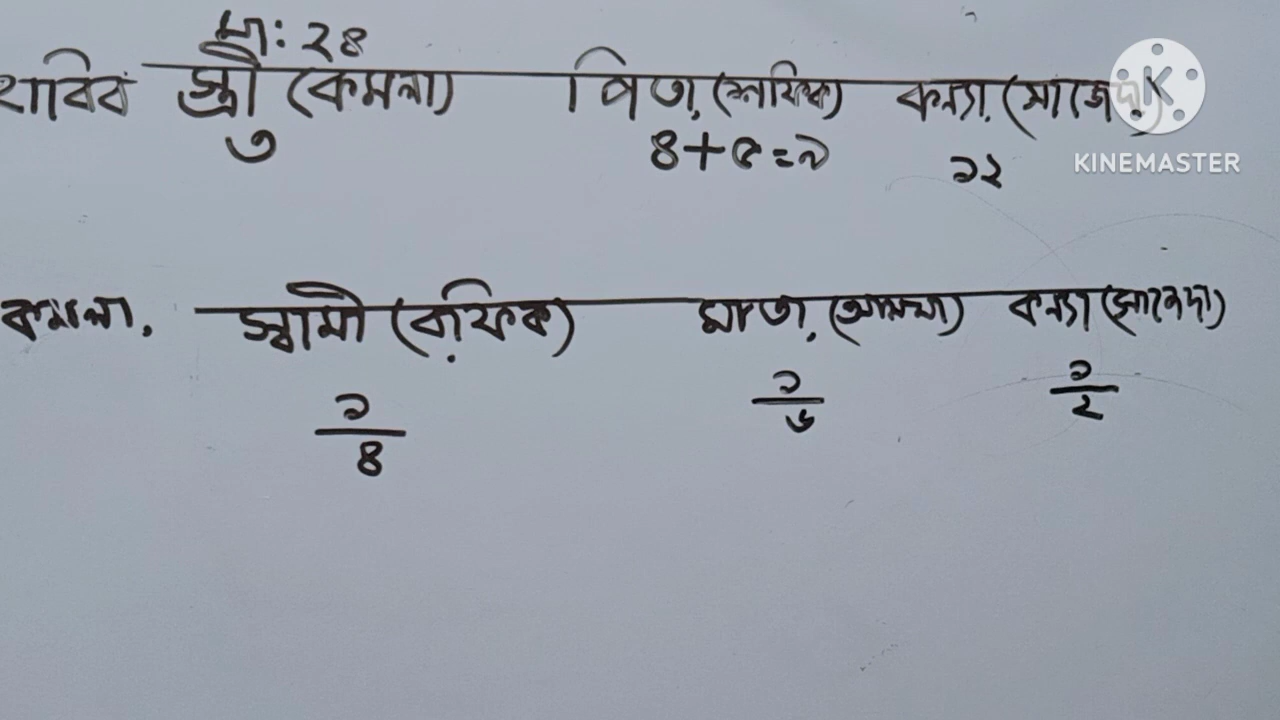 মা: ২৪
হাবিব স্ত্রী (কমলা) পিতা, (শফিক) কন্যা, (সাজেদা)
৩ ৪+৫=৯ ১২
K
KINEMASTER
কমলা. স্বামী (রফিক) মাতা, (আমেনা) কন্যা (সাজেদা)
১/৪ ১/৬ ১/২